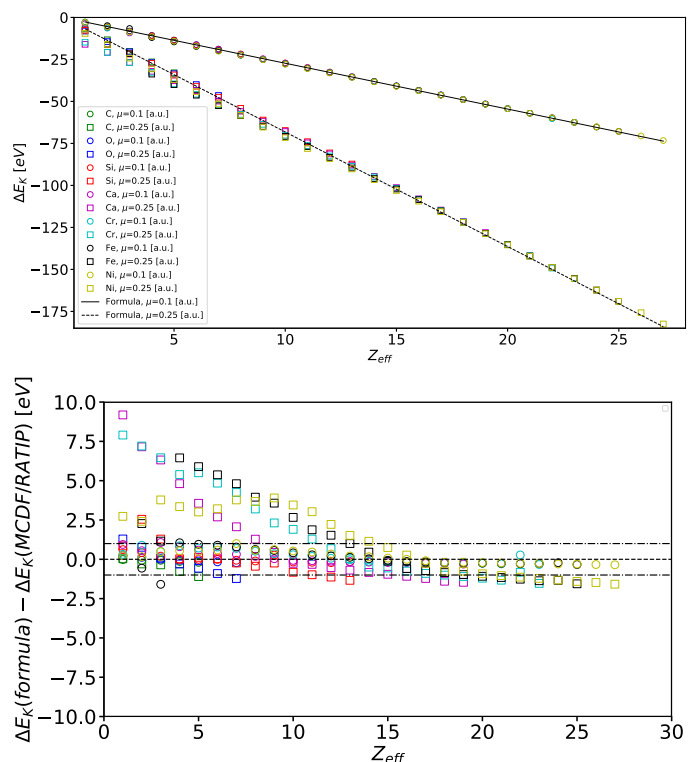 0
−25
−50
−75
−100
−125
−150
−175
ΔE_K [eV]
C, μ=0.1 [a.u.]
C, μ=0.25 [a.u.]
O, μ=0.1 [a.u.]
O, μ=0.25 [a.u.]
Si, μ=0.1 [a.u.]
Si, μ=0.25 [a.u.]
Ca, μ=0.1 [a.u.]
Ca, μ=0.25 [a.u.]
Cr, μ=0.1 [a.u.]
Cr, μ=0.25 [a.u.]
Fe, μ=0.1 [a.u.]
Fe, μ=0.25 [a.u.]
Ni, μ=0.1 [a.u.]
Ni, μ=0.25 [a.u.]
Formula, μ=0.1 [a.u.]
Formula, μ=0.25 [a.u.]
5 10 15 20 25
Z_eff
10.0
7.5
5.0
2.5
0.0
−2.5
−5.0
−7.5
−10.0
ΔE_K(formula) − ΔE_K(MCDF/RATIP) [eV]
0 5 10 15 20 25 30
Z_eff